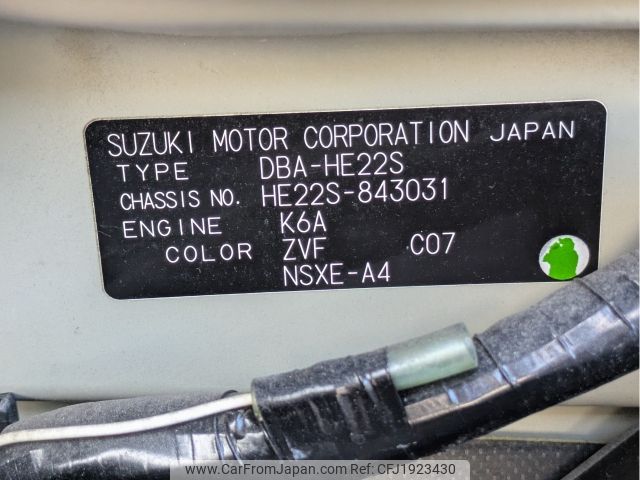 SUZUKI MOTOR CORPORATION JAPAN
TYPE DBA-HE22S
CHASSIS NO. HE22S-843031
ENGINE K6A
COLOR ZVF C07
NSXE-A4
www.CarFromJapan.com Ref:CFJ1923430